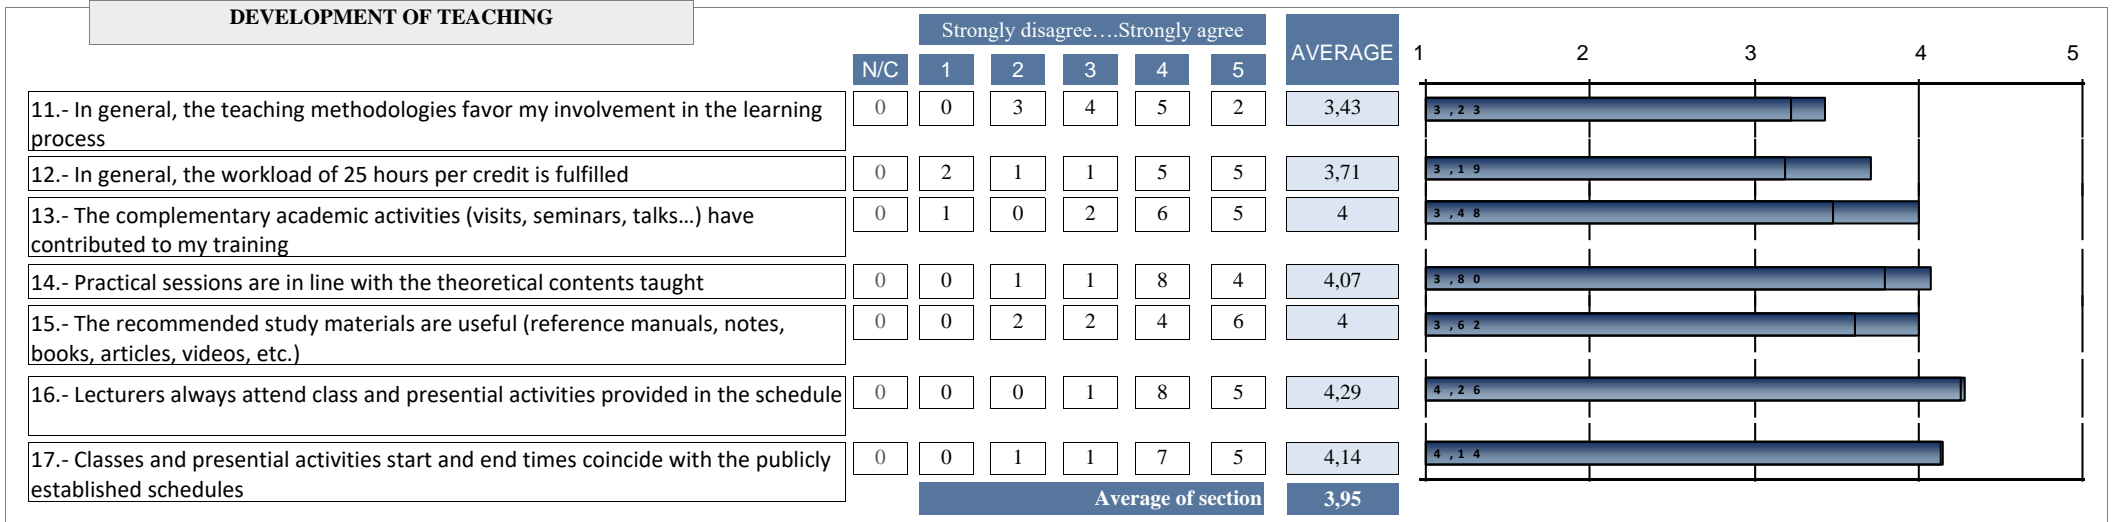 DEVELOPMENT OF TEACHING
Strongly disagree….Strongly agree
AVERAGE
1 2 3 4 5
N/C 1 2 3 4 5
11.- In general, the teaching methodologies favor my involvement in the learning
process
0 0 3 4 5 2 3,43
3,23
12.- In general, the workload of 25 hours per credit is fulfilled
0 2 1 1 5 5 3,71
3,19
13.- The complementary academic activities (visits, seminars, talks…) have
contributed to my training
0 1 0 2 6 5 4
3,48
14.- Practical sessions are in line with the theoretical contents taught
0 0 1 1 8 4 4,07
3,80
15.- The recommended study materials are useful (reference manuals, notes,
books, articles, videos, etc.)
0 0 2 2 4 6 4
3,62
16.- Lecturers always attend class and presential activities provided in the schedule
0 0 0 1 8 5 4,29
4,26
17.- Classes and presential activities start and end times coincide with the publicly
established schedules
0 0 1 1 7 5 4,14
4,14
Average of section 3,95